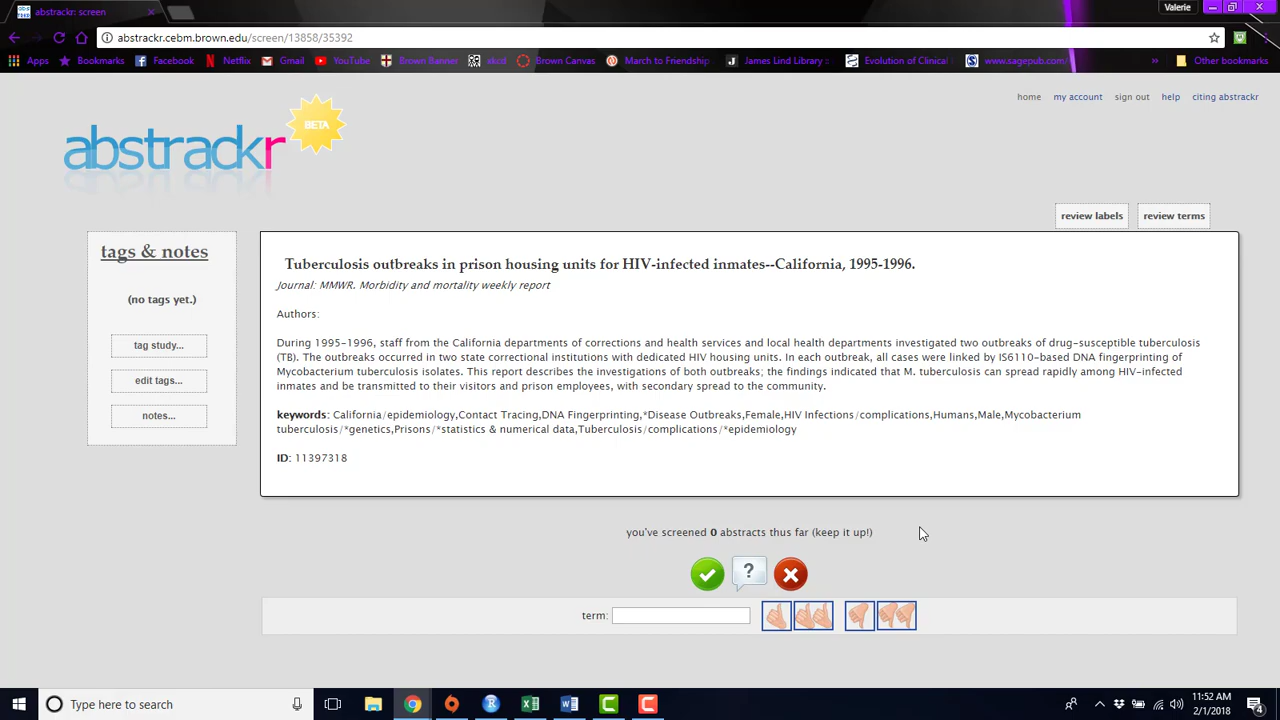 abstrackr: screen
Valerie
abstrackr.cebm.brown.edu/screen/13858/35392
Apps Bookmarks Facebook Netflix Gmail YouTube Brown Banner xkcd Brown Canvas March to Friendship James Lind Library Evolution of Clinical www.sagepub.com/ » Other bookmarks
home my account sign out help citing abstrackr
BETA
abstrackr
review labels review terms
tags & notes
(no tags yet.)
tag study...
edit tags...
notes...
Tuberculosis outbreaks in prison housing units for HIV-infected inmates--California, 1995-1996.
Journal: MMWR. Morbidity and mortality weekly report
Authors:
During 1995-1996, staff from the California departments of corrections and health services and local health departments investigated two outbreaks of drug-susceptible tuberculosis
(TB). The outbreaks occurred in two state correctional institutions with dedicated HIV housing units. In each outbreak, all cases were linked by IS6110-based DNA fingerprinting of
Mycobacterium tuberculosis isolates. This report describes the investigations of both outbreaks; the findings indicated that M. tuberculosis can spread rapidly among HIV-infected
inmates and be transmitted to their visitors and prison employees, with secondary spread to the community.
keywords: California/epidemiology,Contact Tracing,DNA Fingerprinting,*Disease Outbreaks,Female,HIV Infections/complications,Humans,Male,Mycobacterium
tuberculosis/*genetics,Prisons/*statistics & numerical data,Tuberculosis/complications/*epidemiology
ID: 11397318
you've screened 0 abstracts thus far (keep it up!)
?
term:
Type here to search
11:52 AM
2/1/2018
4